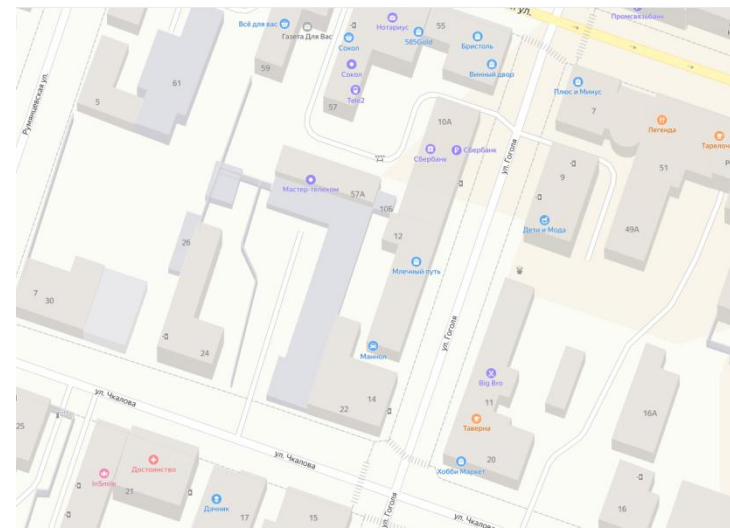 Всё для вас
Газета Для Вас
Нотариус
585Gold
55
ул.
Промсвязьбанк
Сокол
Бристоль
Винный двор
59
61
Сокол
Tele2
57
5
Румянцевская ул.
Плюс и Минус
7
10А
Сбербанк
Сбербанк
ул. Гоголя
Легенда
Тарелоч
51
9
Мастер-телеком
57А
10Б
12
Дети и Мода
49А
26
Млечный путь
7
30
24
Маннол
ул. Гоголя
Big Bro
11
14
22
ул. Чкалова
Таверна
16А
25
20
Хобби Маркет
ул. Чкалова
Достоинство
InSmile
21
Дачник
17
15
ул. Гоголя
16